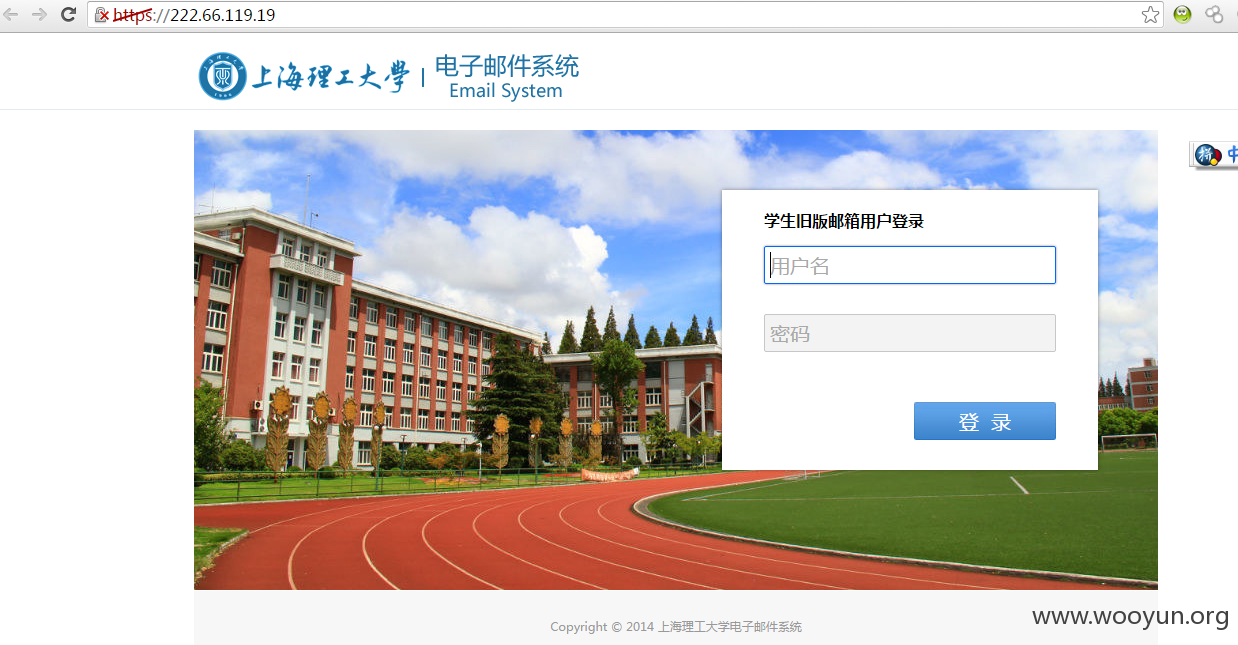 https://222.66.119.19
上海理工大学
电子邮件系统
Email System
中
学生旧版邮箱用户登录
用户名
密码
登 录
www.wooyun.org
Copyright © 2014 上海理工大学电子邮件系统